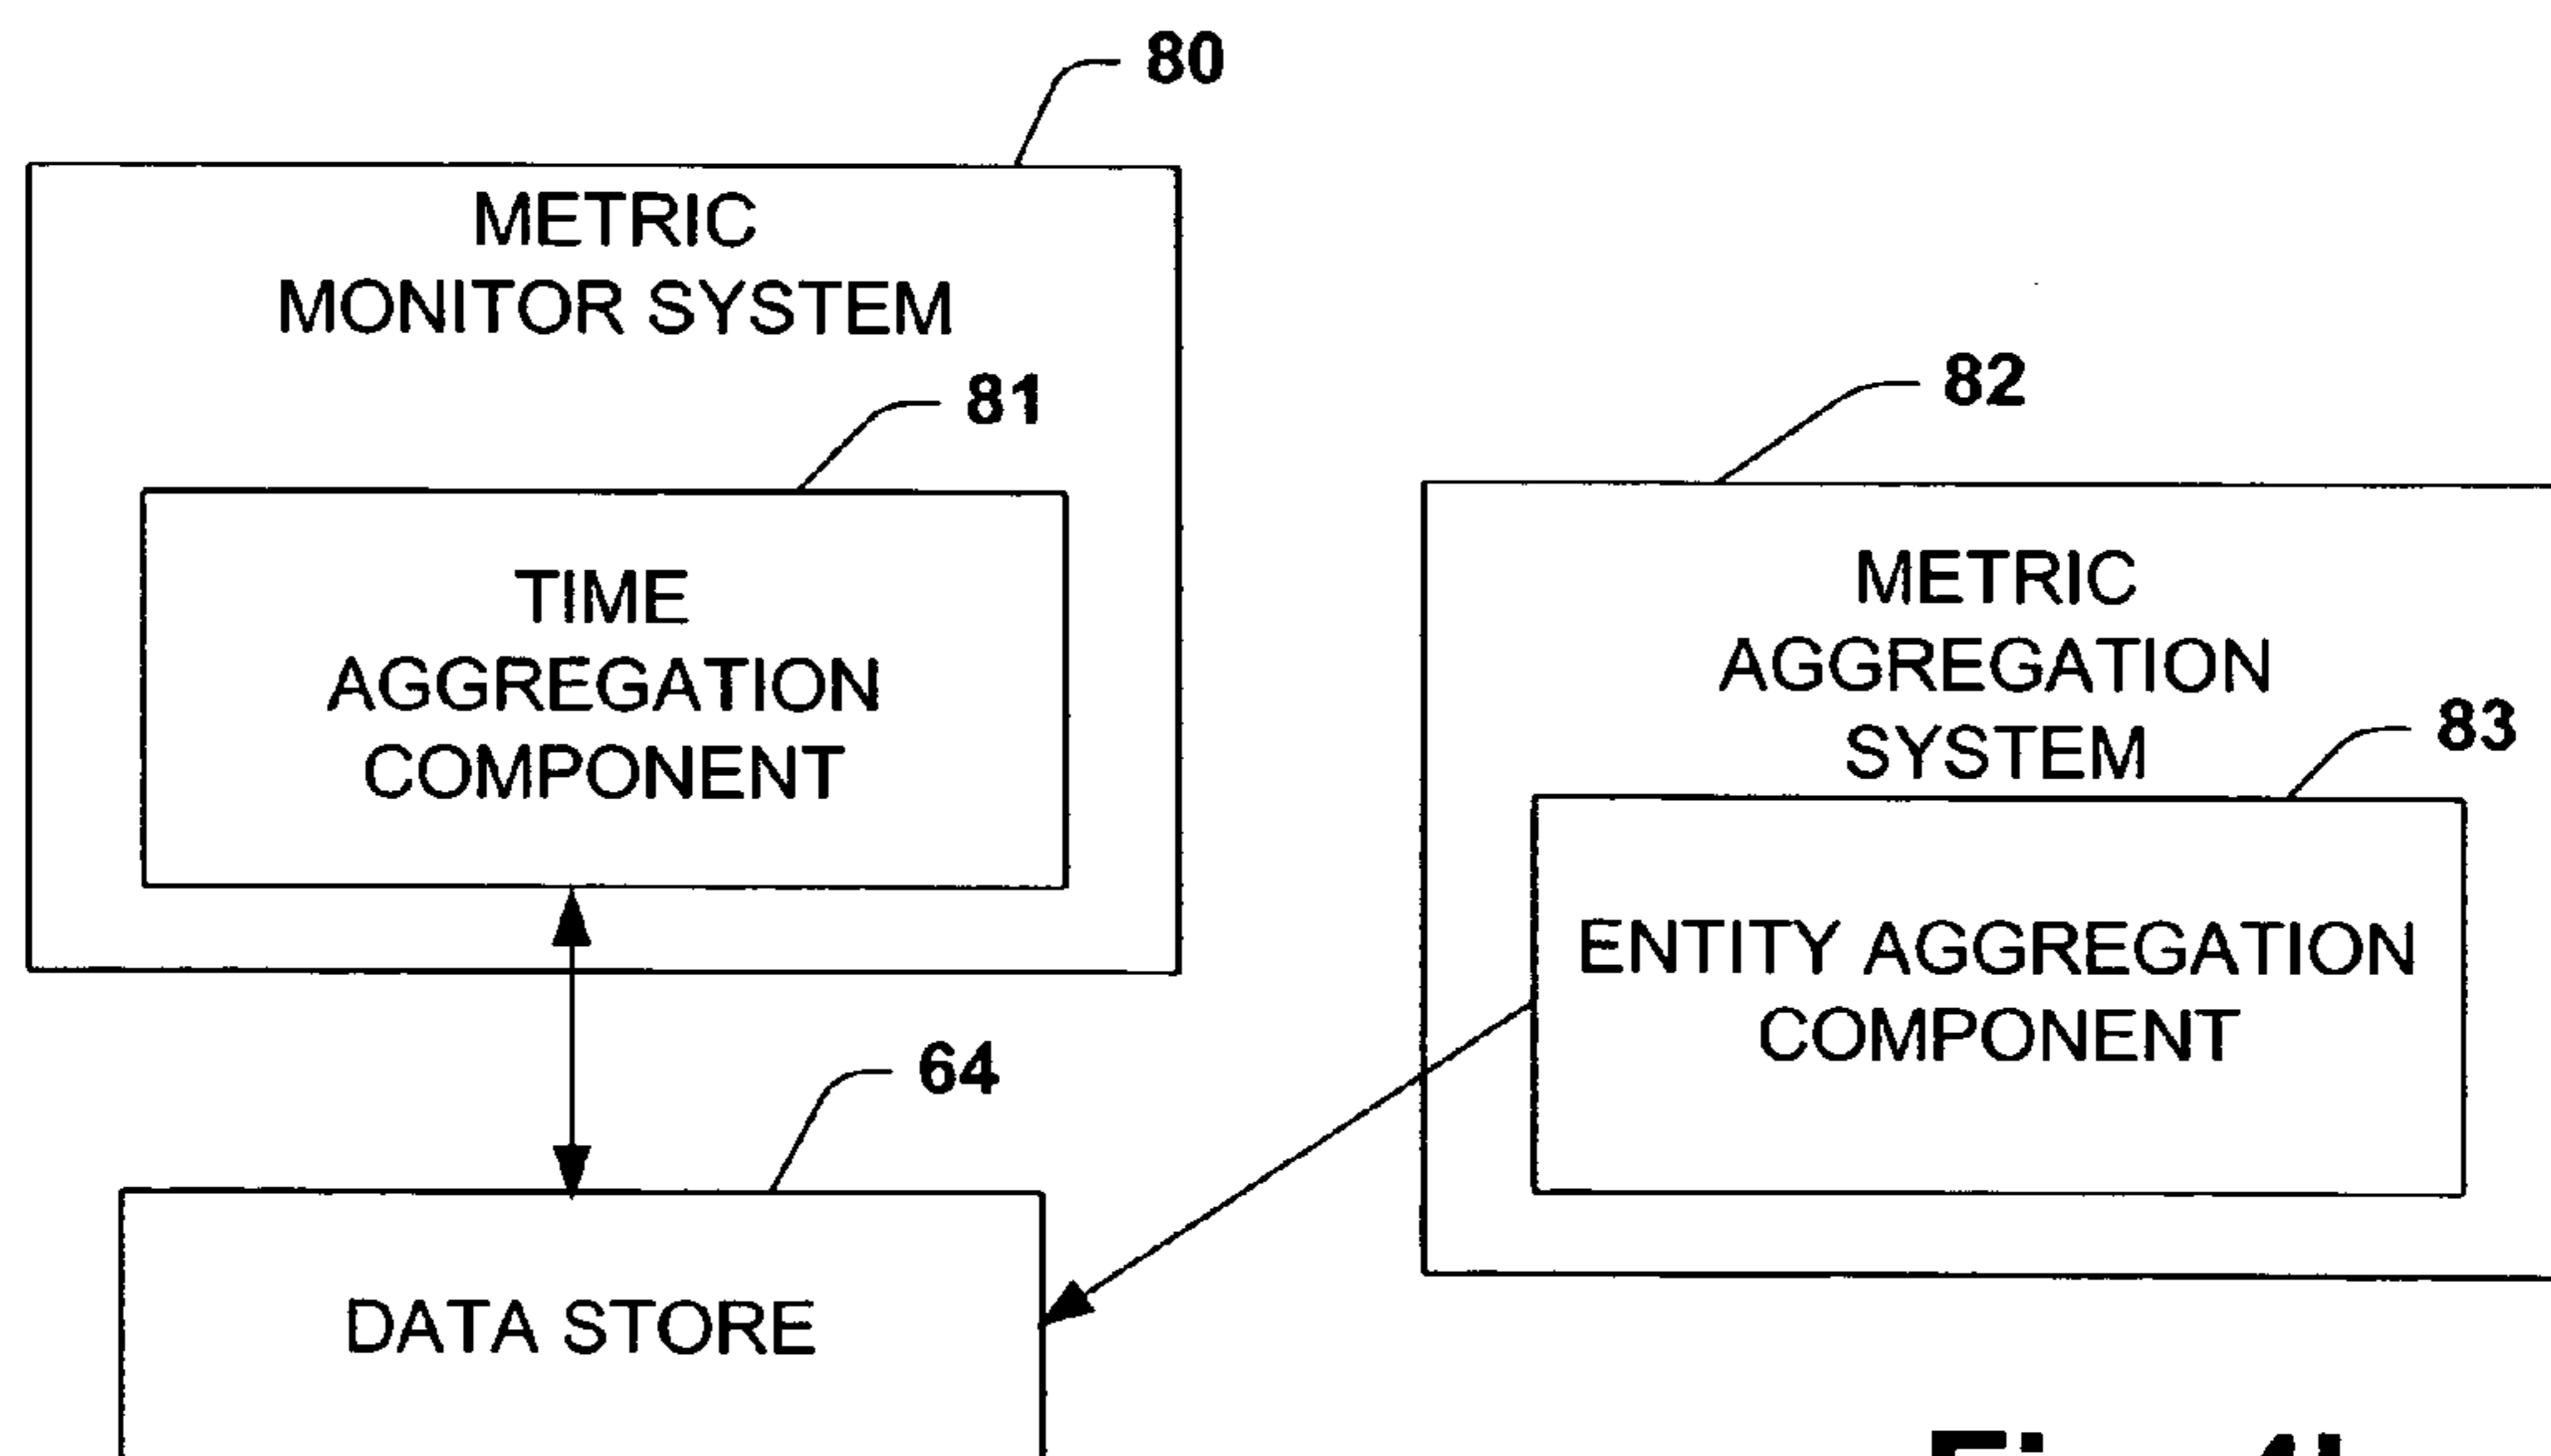 80
METRIC
MONITOR SYSTEM
81
TIME
AGGREGATION
COMPONENT
82
METRIC
AGGREGATION
SYSTEM
83
ENTITY AGGREGATION
COMPONENT
64
DATA STORE